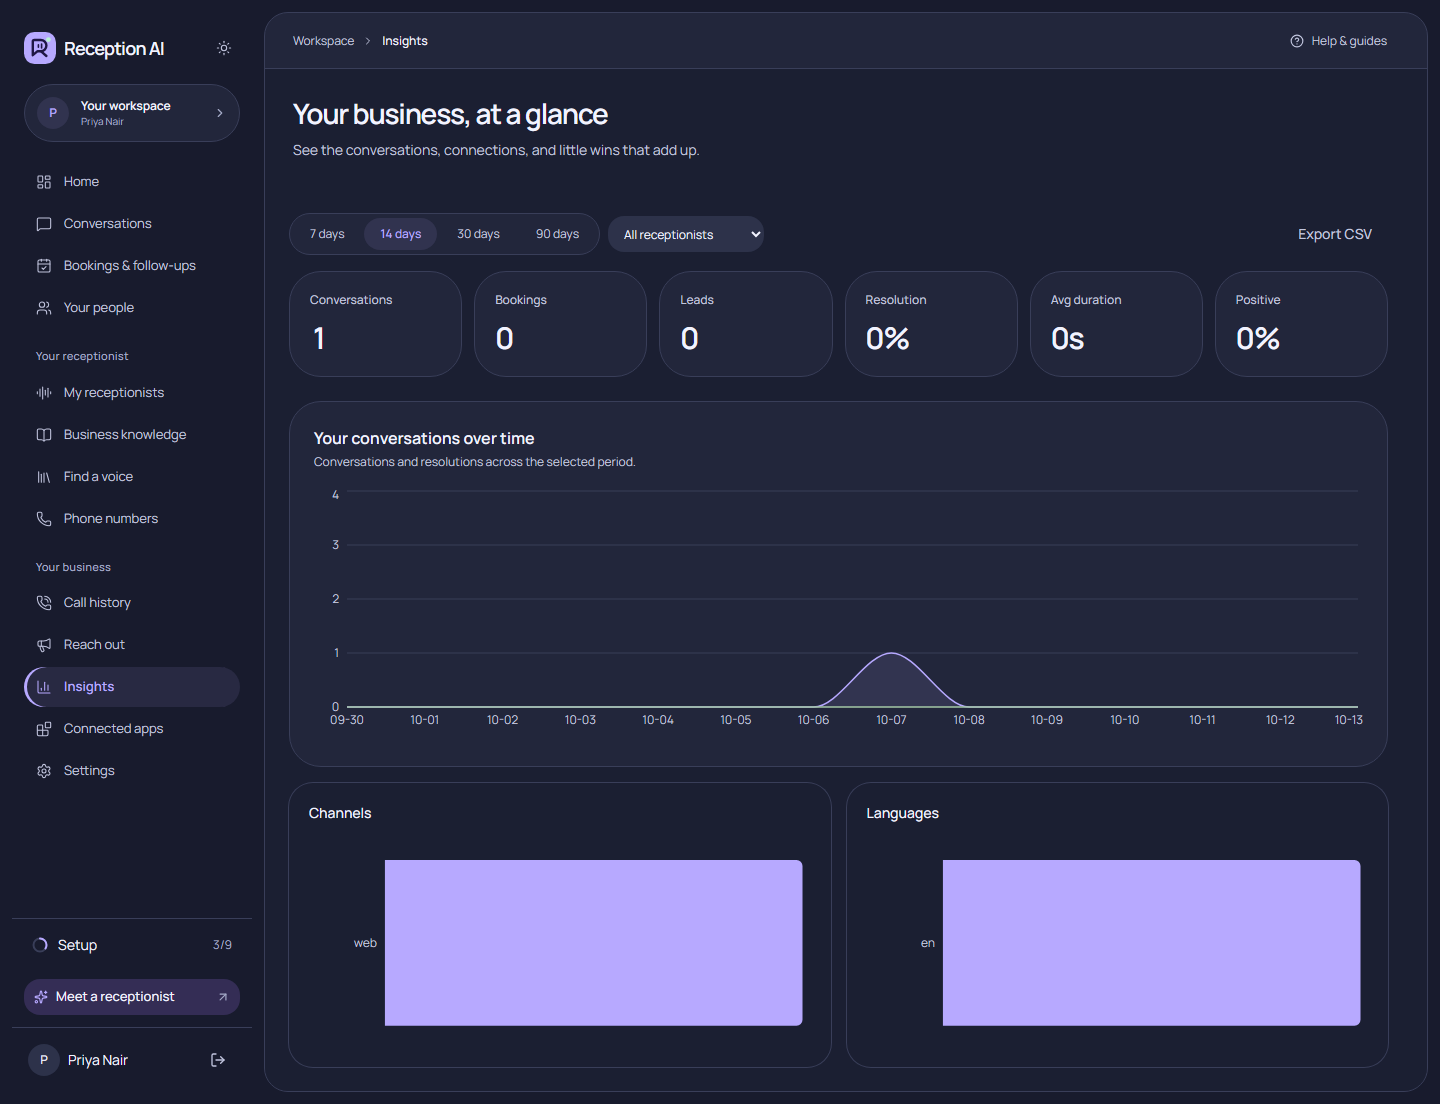 Reception AI
P
Your workspace
Priya Nair
Home
Conversations
Bookings & follow-ups
Your people
Your receptionist
My receptionists
Business knowledge
Find a voice
Phone numbers
Your business
Call history
Reach out
Insights
Connected apps
Settings
Setup 3/9
Meet a receptionist
P Priya Nair
Workspace > Insights
Help & guides
Your business, at a glance
See the conversations, connections, and little wins that add up.
7 days 14 days 30 days 90 days All receptionists Export CSV
Conversations
1
Bookings
0
Leads
0
Resolution
0%
Avg duration
0s
Positive
0%
Your conversations over time
Conversations and resolutions across the selected period.
4
3
2
1
0
09-30 10-01 10-02 10-03 10-04 10-05 10-06 10-07 10-08 10-09 10-10 10-11 10-12 10-13
Channels
web
Languages
en